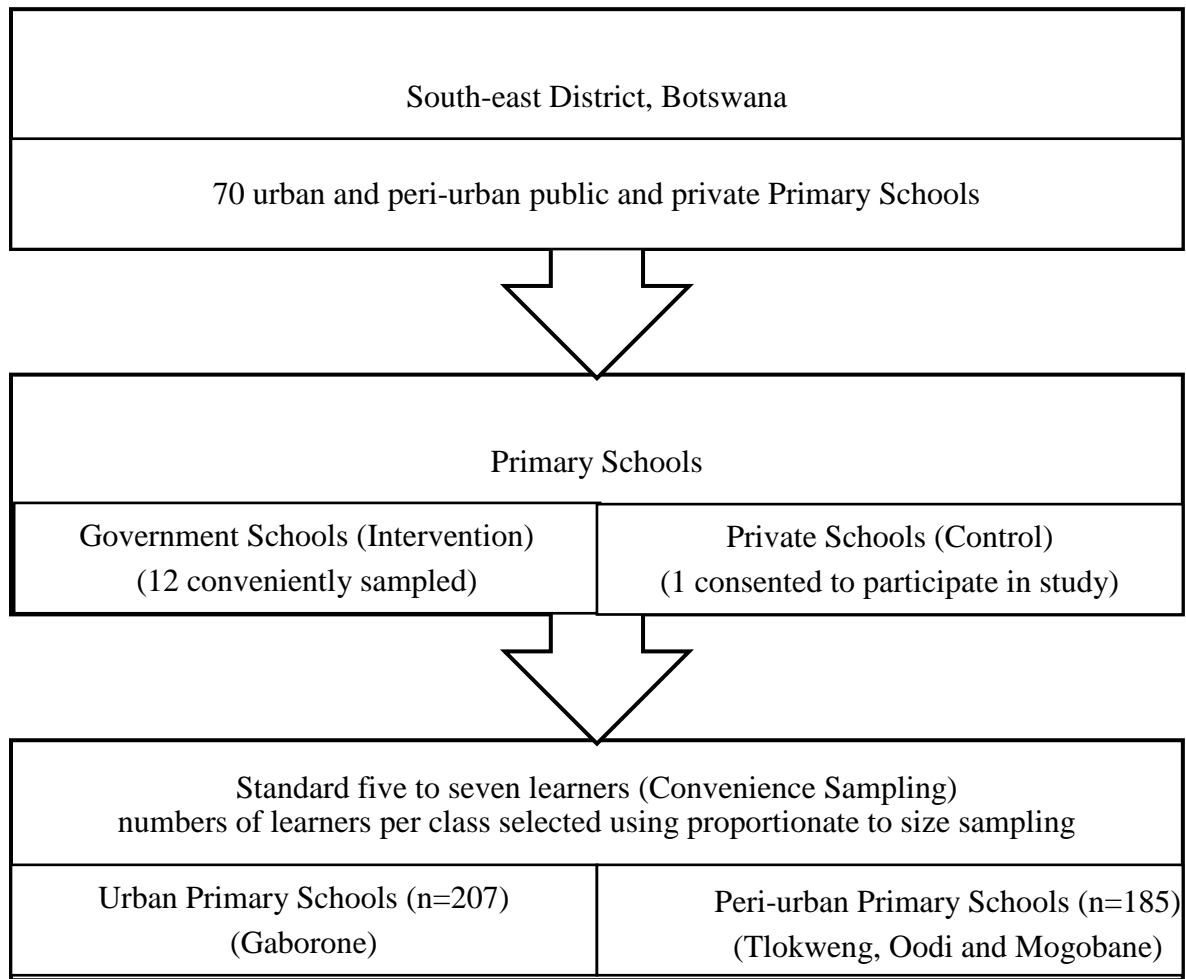 South-east District, Botswana
70 urban and peri-urban public and private Primary Schools
Primary Schools
Government Schools (Intervention)
(12 conveniently sampled)
Private Schools (Control)
(1 consented to participate in study)
Standard five to seven learners (Convenience Sampling)
numbers of learners per class selected using proportionate to size sampling
Urban Primary Schools (n=207)
(Gaborone)
Peri-urban Primary Schools (n=185)
(Tlokweng, Oodi and Mogobane)